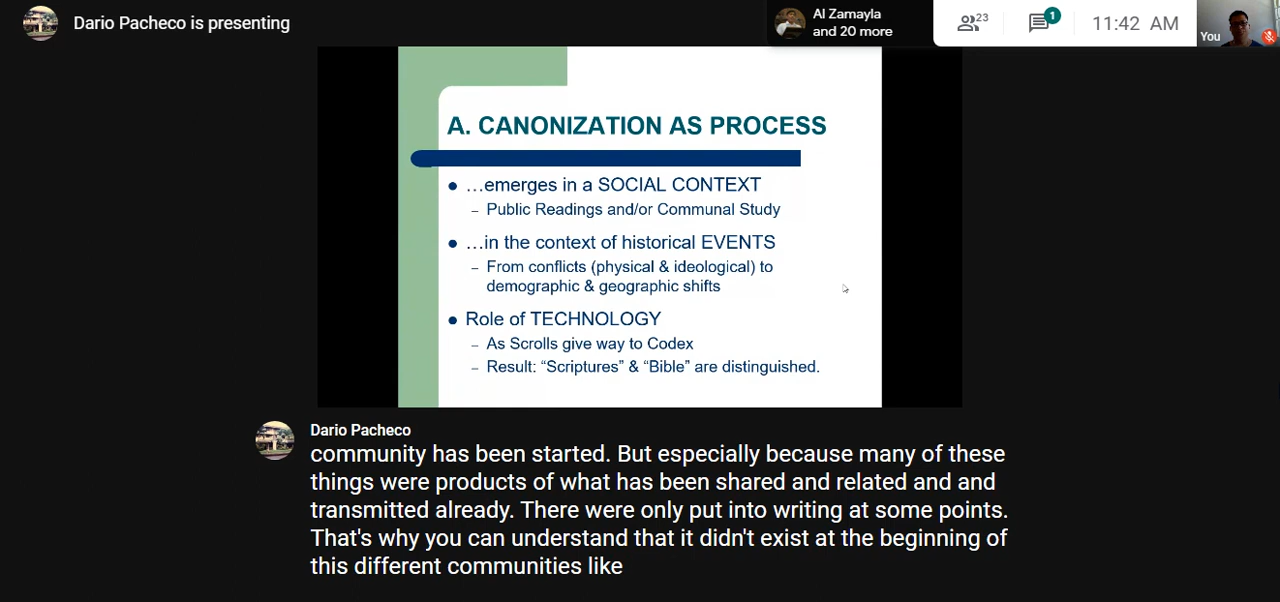 Dario Pacheco is presenting
Al Zamayla
and 20 more
23
1
11:42 AM
You
A. CANONIZATION AS PROCESS
● …emerges in a SOCIAL CONTEXT
– Public Readings and/or Communal Study
● …in the context of historical EVENTS
– From conflicts (physical & ideological) to
demographic & geographic shifts
● Role of TECHNOLOGY
– As Scrolls give way to Codex
– Result: “Scriptures” & “Bible” are distinguished.
Dario Pacheco
community has been started. But especially because many of these
things were products of what has been shared and related and and
transmitted already. There were only put into writing at some points.
That's why you can understand that it didn't exist at the beginning of
this different communities like